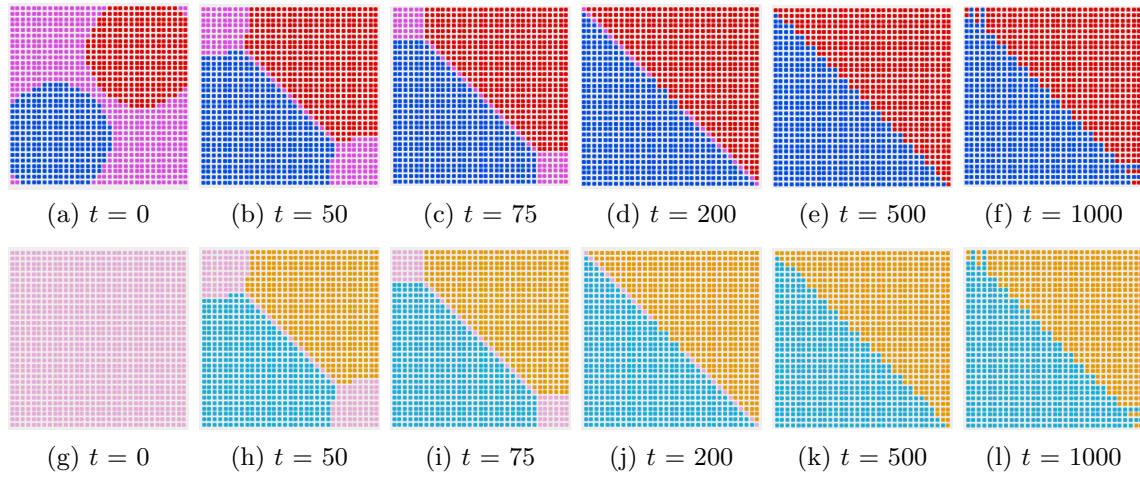 (a) t = 0 (b) t = 50 (c) t = 75 (d) t = 200 (e) t = 500 (f) t = 1000
(g) t = 0 (h) t = 50 (i) t = 75 (j) t = 200 (k) t = 500 (l) t = 1000